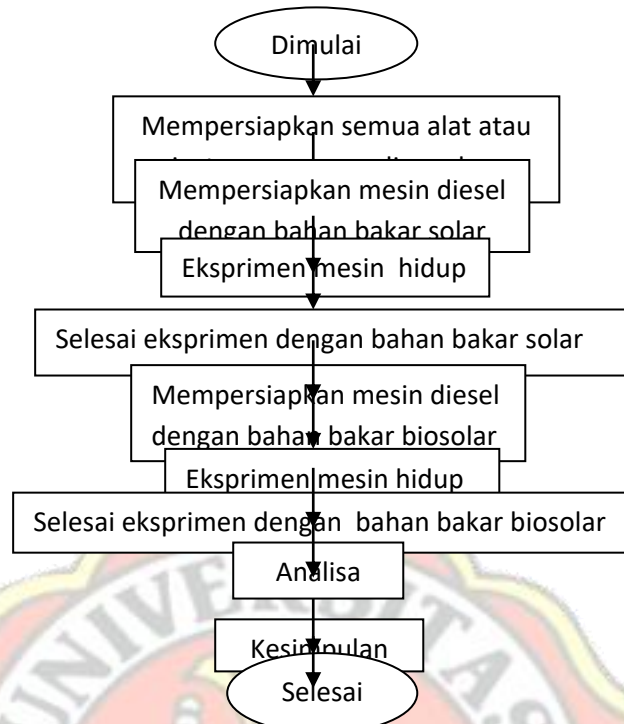 Dimulai
Mempersiapkan semua alat atau
Mempersiapkan mesin diesel
dengan bahan bakar solar
Eksprimen mesin hidup
Selesai eksprimen dengan bahan bakar solar
Mempersiapkan mesin diesel
dengan bahan bakar biosolar
Eksprimen mesin hidup
Selesai eksprimen dengan bahan bakar biosolar
Analisa
Kesimpulan
Selesai
UNIVERSITAS